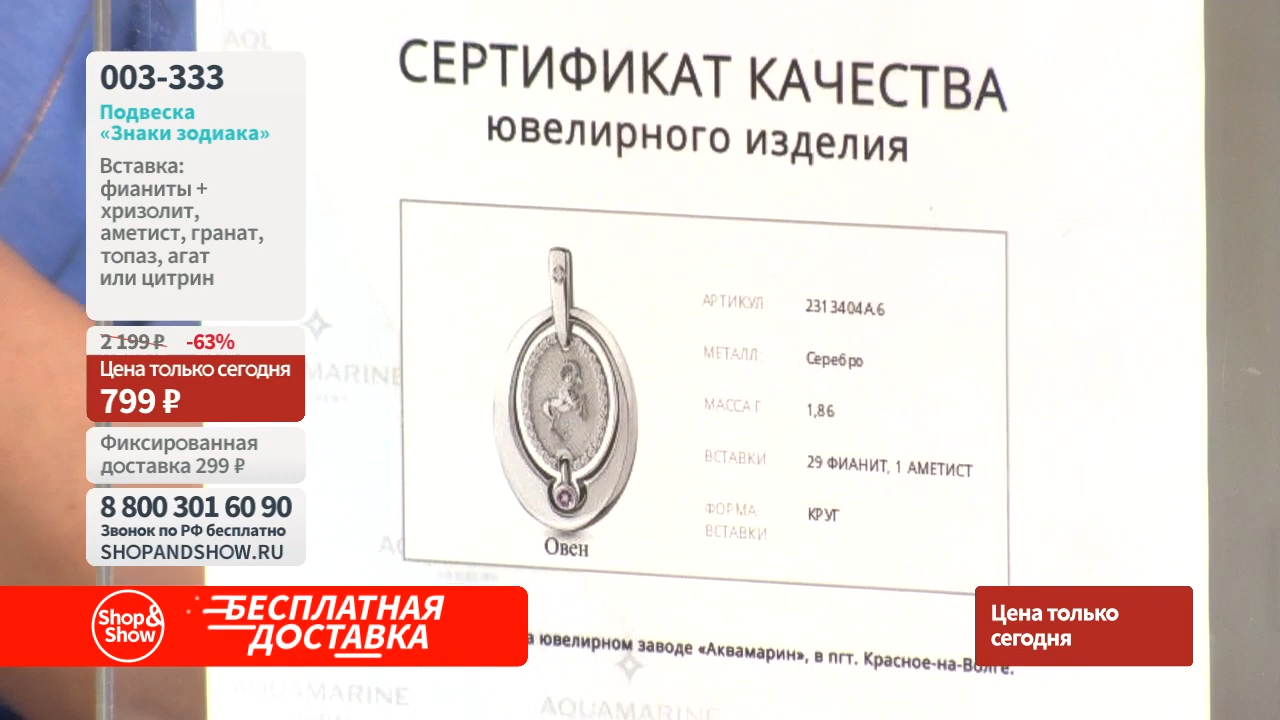 003-333
Подвеска
«Знаки зодиака»
Вставка:
фианиты +
хризолит,
аметист, гранат,
топаз, агат
или цитрин
2 199 ₽ -63%
Цена только сегодня
799 ₽
Фиксированная
доставка 299 ₽
8 800 301 60 90
Звонок по РФ бесплатно
SHOPANDSHOW.RU
Shop&
Show
БЕСПЛАТНАЯ
ДОСТАВКА
СЕРТИФИКАТ КАЧЕСТВА
ювелирного изделия
АРТИКУЛ 2313404А.6
МЕТАЛЛ Серебро
МАССА Г 1,86
ВСТАВКИ 29 ФИАНИТ, 1 АМЕТИСТ
ФОРМА КРУГ
ВСТАВКИ
Овен
ювелирном заводе «Аквамарин», в пгт. Красное-на-Волге.
Цена только
сегодня
AQUAMARINE
AQUAMARINE